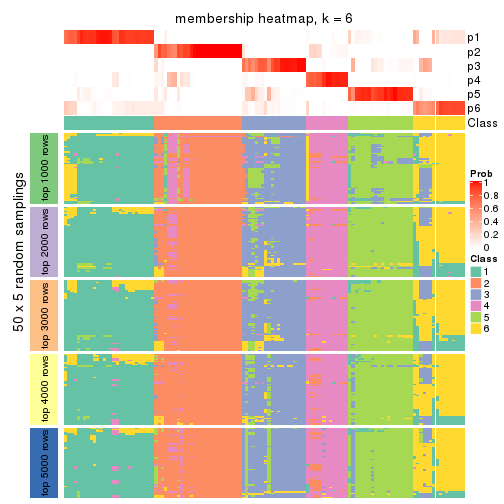 membership heatmap, k = 6
p1
p2
p3
p4
p5
p6
Class
50 x 5 random samplings
top 1000 rows
top 2000 rows
top 3000 rows
top 4000 rows
top 5000 rows
Prob
1
0.8
0.6
0.4
0.2
0
Class
1
2
3
4
5
6